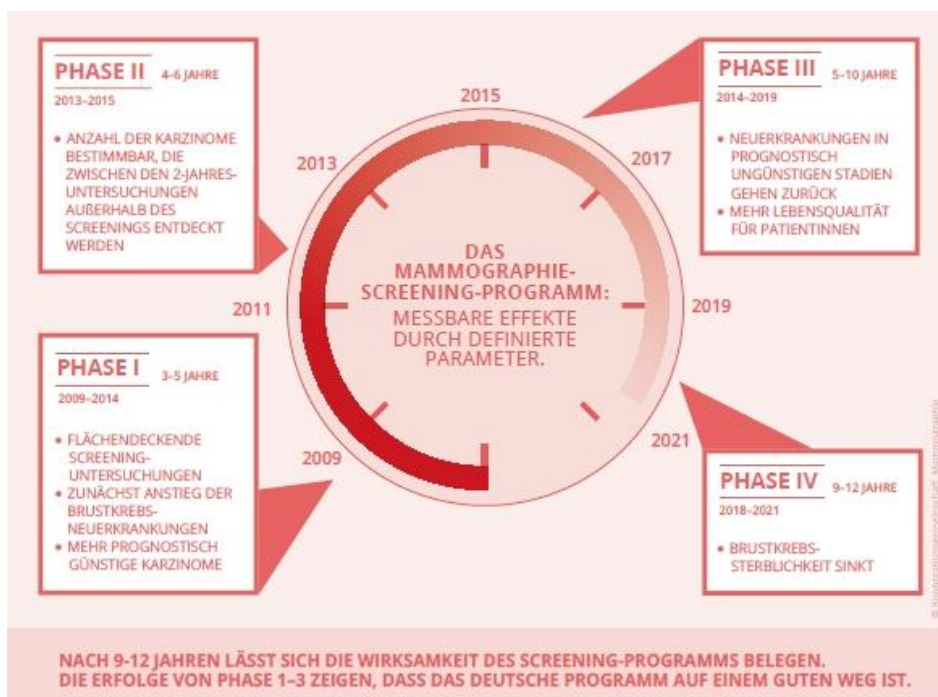 PHASE II 4–6 JAHRE
2013–2015
• ANZAHL DER KARZINOME
BESTIMMBAR, DIE
ZWISCHEN DEN 2-JAHRES-
UNTERSUCHUNGEN
AUßERHALB DES
SCREENINGS ENTDECKT
WERDEN
PHASE III 5–10 JAHRE
2014–2019
• NEUERKRANKUNGEN IN
PROGNOSTISCH
UNGÜNSTIGEN STADIEN
GEHEN ZURÜCK
• MEHR LEBENSQUALITÄT
FÜR PATIENTINNEN
2009
2011
2013
2015
2017
2019
2021
DAS
MAMMOGRAPHIE-
SCREENING-PROGRAMM:
MESSBARE EFFEKTE
DURCH DEFINIERTE
PARAMETER.
PHASE I 3–5 JAHRE
2009–2014
• FLÄCHENDECKENDE
SCREENING-
UNTERSUCHUNGEN
• ZUNÄCHST ANSTIEG DER
BRUSTKREBS-
NEUERKRANKUNGEN
• MEHR PROGNOSTISCH
GÜNSTIGE KARZINOME
PHASE IV 9–12 JAHRE
2018–2021
• BRUSTKREBS-
STERBLICHKEIT SINKT
NACH 9-12 JAHREN LÄSST SICH DIE WIRKSAMKEIT DES SCREENING-PROGRAMMS BELEGEN.
DIE ERFOLGE VON PHASE 1–3 ZEIGEN, DASS DAS DEUTSCHE PROGRAMM AUF EINEM GUTEN WEG IST.